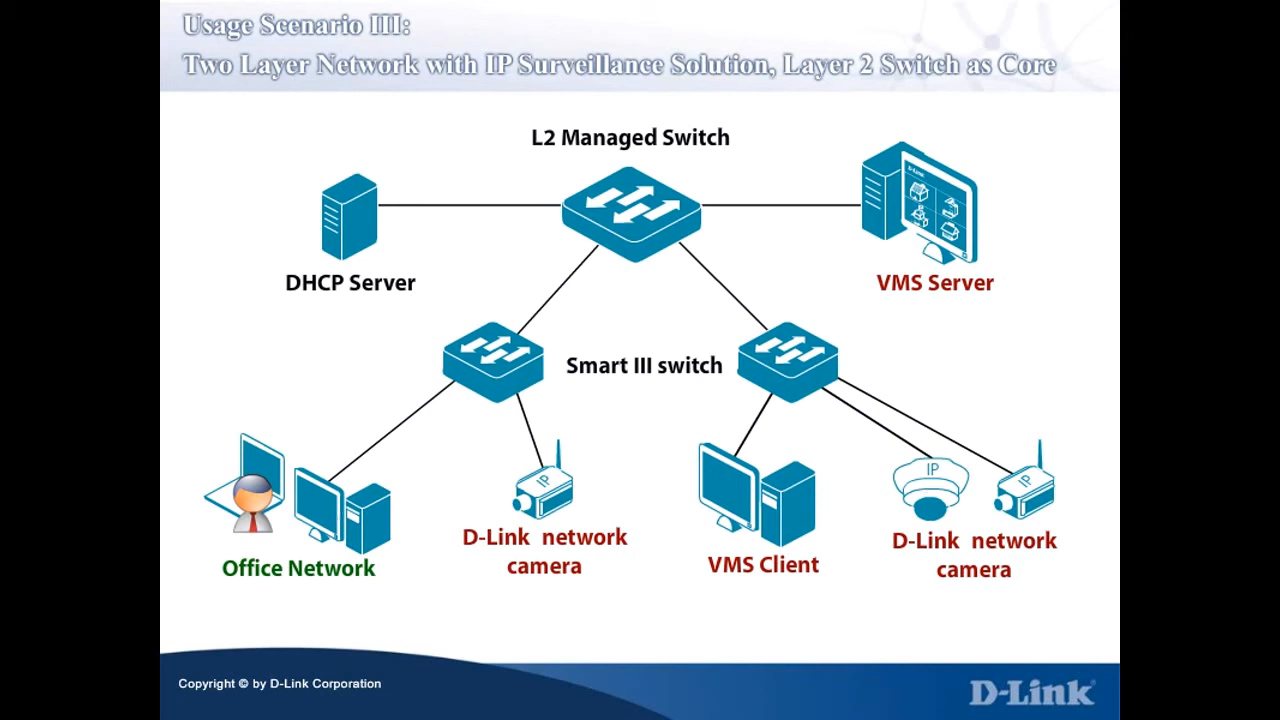 Usage Scenario III:
Two Layer Network with IP Surveillance Solution, Layer 2 Switch as Core
L2 Managed Switch
D-Link
DHCP Server
VMS Server
Smart III switch
IP
IP
IP
D-Link network
camera
D-Link network
camera
Office Network
VMS Client
Copyright © by D-Link Corporation
D-Link